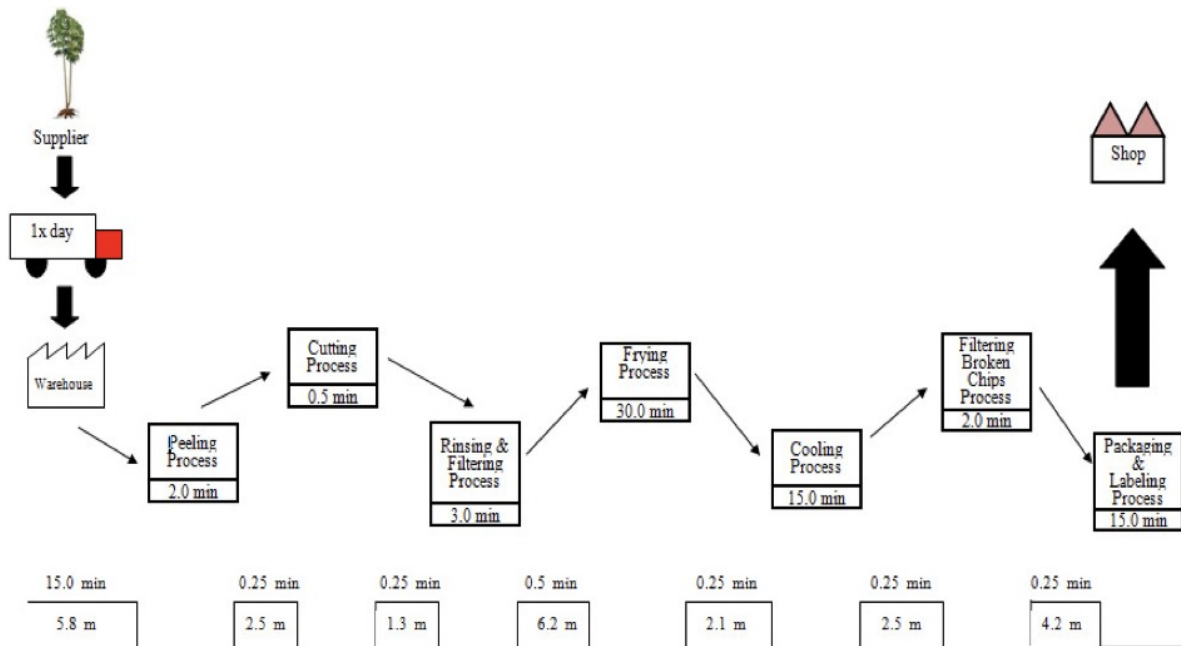 Supplier
1x day
Warehouse
Peeling
Process
2.0 min
Cutting
Process
0.5 min
Rinsing &
Filtering
Process
3.0 min
Frying
Process
30.0 min
Cooling
Process
15.0 min
Filtering
Broken
Chips
Process
2.0 min
Packaging
&
Labeling
Process
15.0 min
Shop
15.0 min
0.25 min
0.25 min
0.5 min
0.25 min
0.25 min
0.25 min
5.8 m
2.5 m
1.3 m
6.2 m
2.1 m
2.5 m
4.2 m